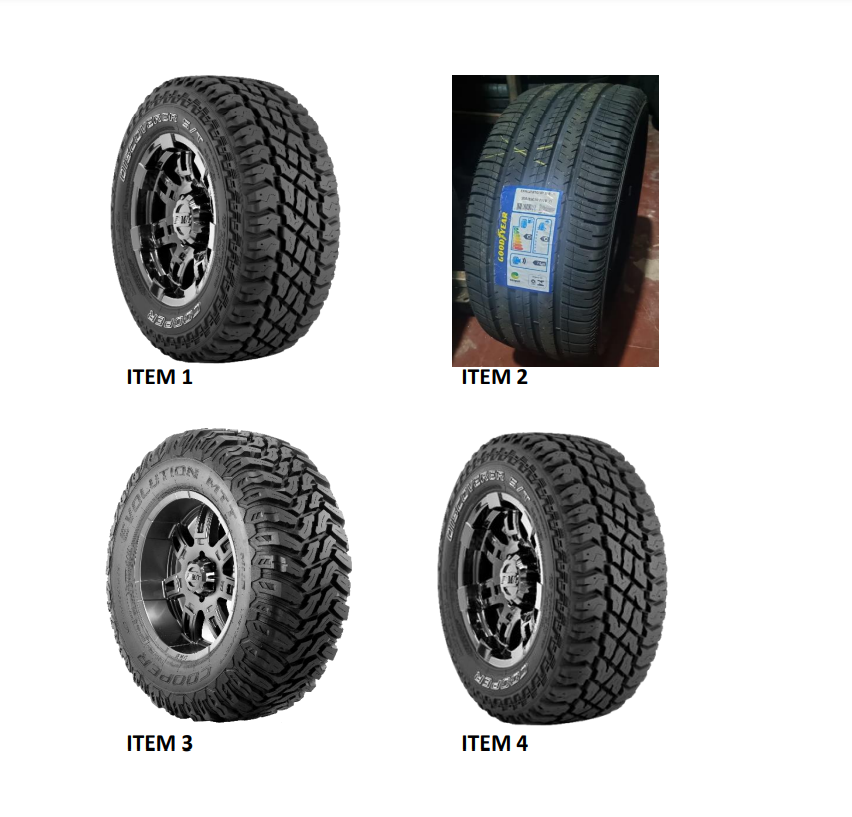 DISCOVERER S/T
COOPER
ITEM 1
GOODYEAR
ITEM 2
EVOLUTION MTT
COOPER
ITEM 3
DISCOVERER S/T
COOPER
ITEM 4